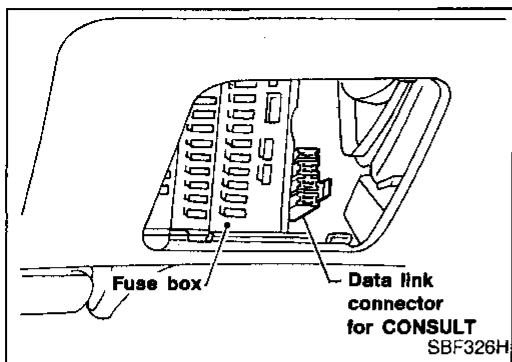 Fuse box
Data link
connector
for CONSULT
SBF326H